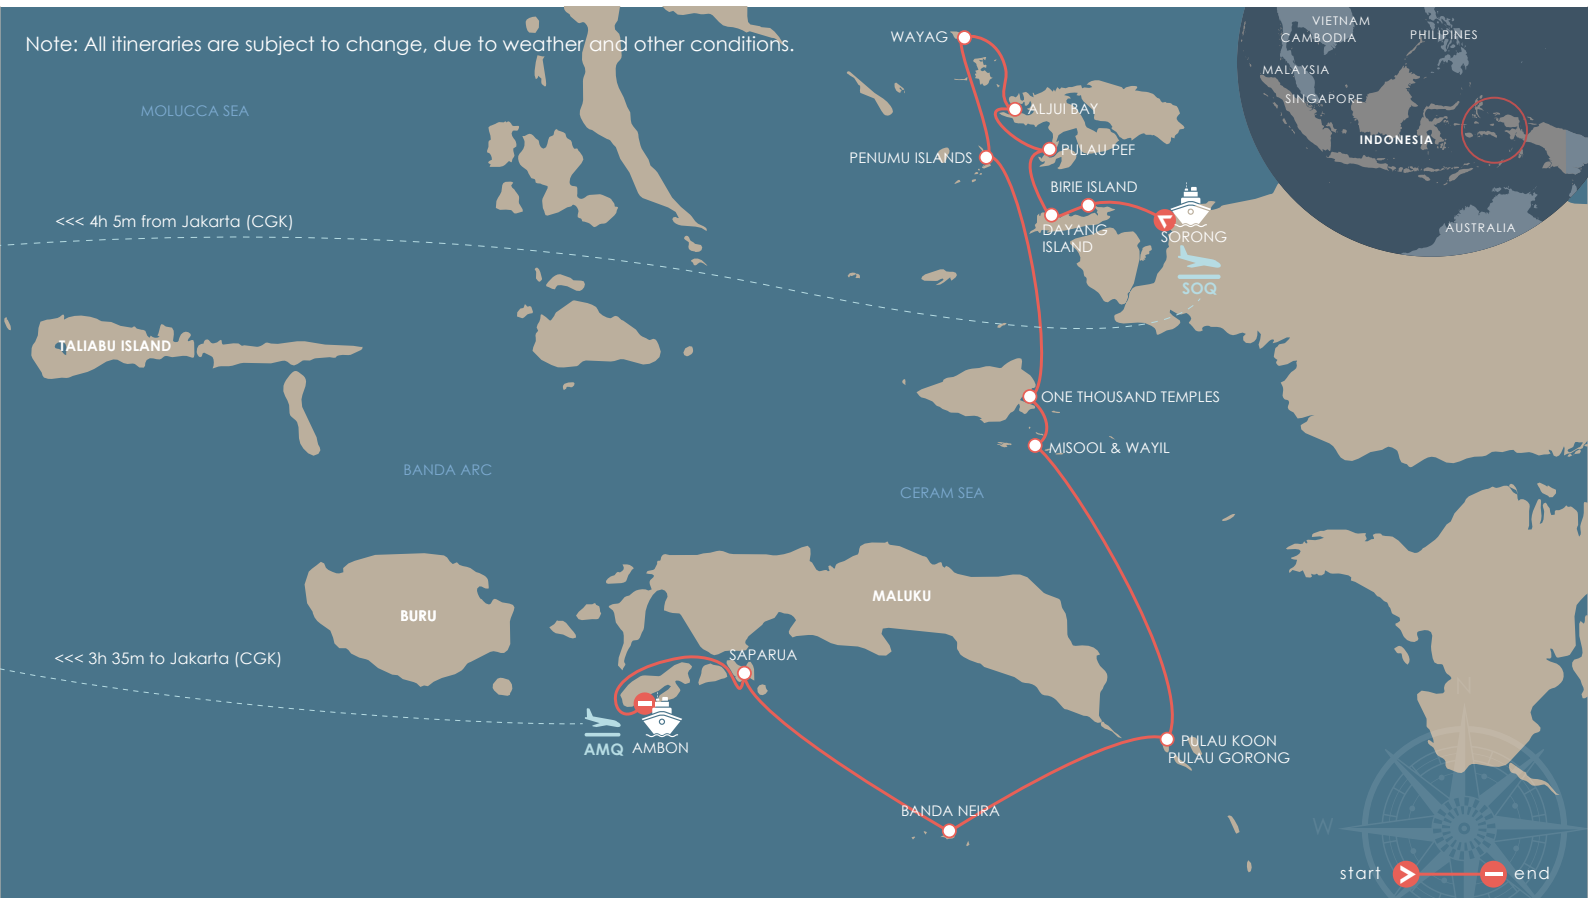 Note: All itineraries are subject to change, due to weather and other conditions.
WAYAG
VIETNAM
CAMBODIA
PHILIPINES
MALAYSIA
SINGAPORE
INDONESIA
AUSTRALIA
MOLUCCA SEA
ALJUI BAY
PENUMU ISLANDS
PULAU PEF
BIRIE ISLAND
<<< 4h 5m from Jakarta (CGK)
DAYANG
ISLAND
SORONG
SOQ
TALIABU ISLAND
ONE THOUSAND TEMPLES
MISOOL & WAYIL
BANDA ARC
CERAM SEA
BURU
MALUKU
<<< 3h 35m to Jakarta (CGK)
SAPARUA
AMQ
AMBON
PULAU KOON
PULAU GORONG
BANDA NEIRA
N
W
start
end